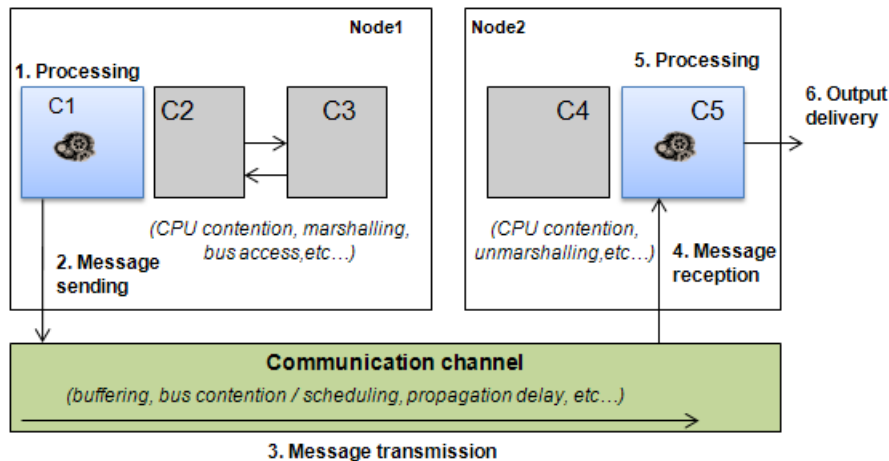 Node1
1. Processing
C1
C2
C3
(CPU contention, marshalling,
bus access,etc...)
2. Message
sending
Node2
5. Processing
C4
C5
6. Output
delivery
(CPU contention,
unmarshalling,etc...)
4. Message
reception
Communication channel
(buffering, bus contention / scheduling, propagation delay, etc...)
3. Message transmission